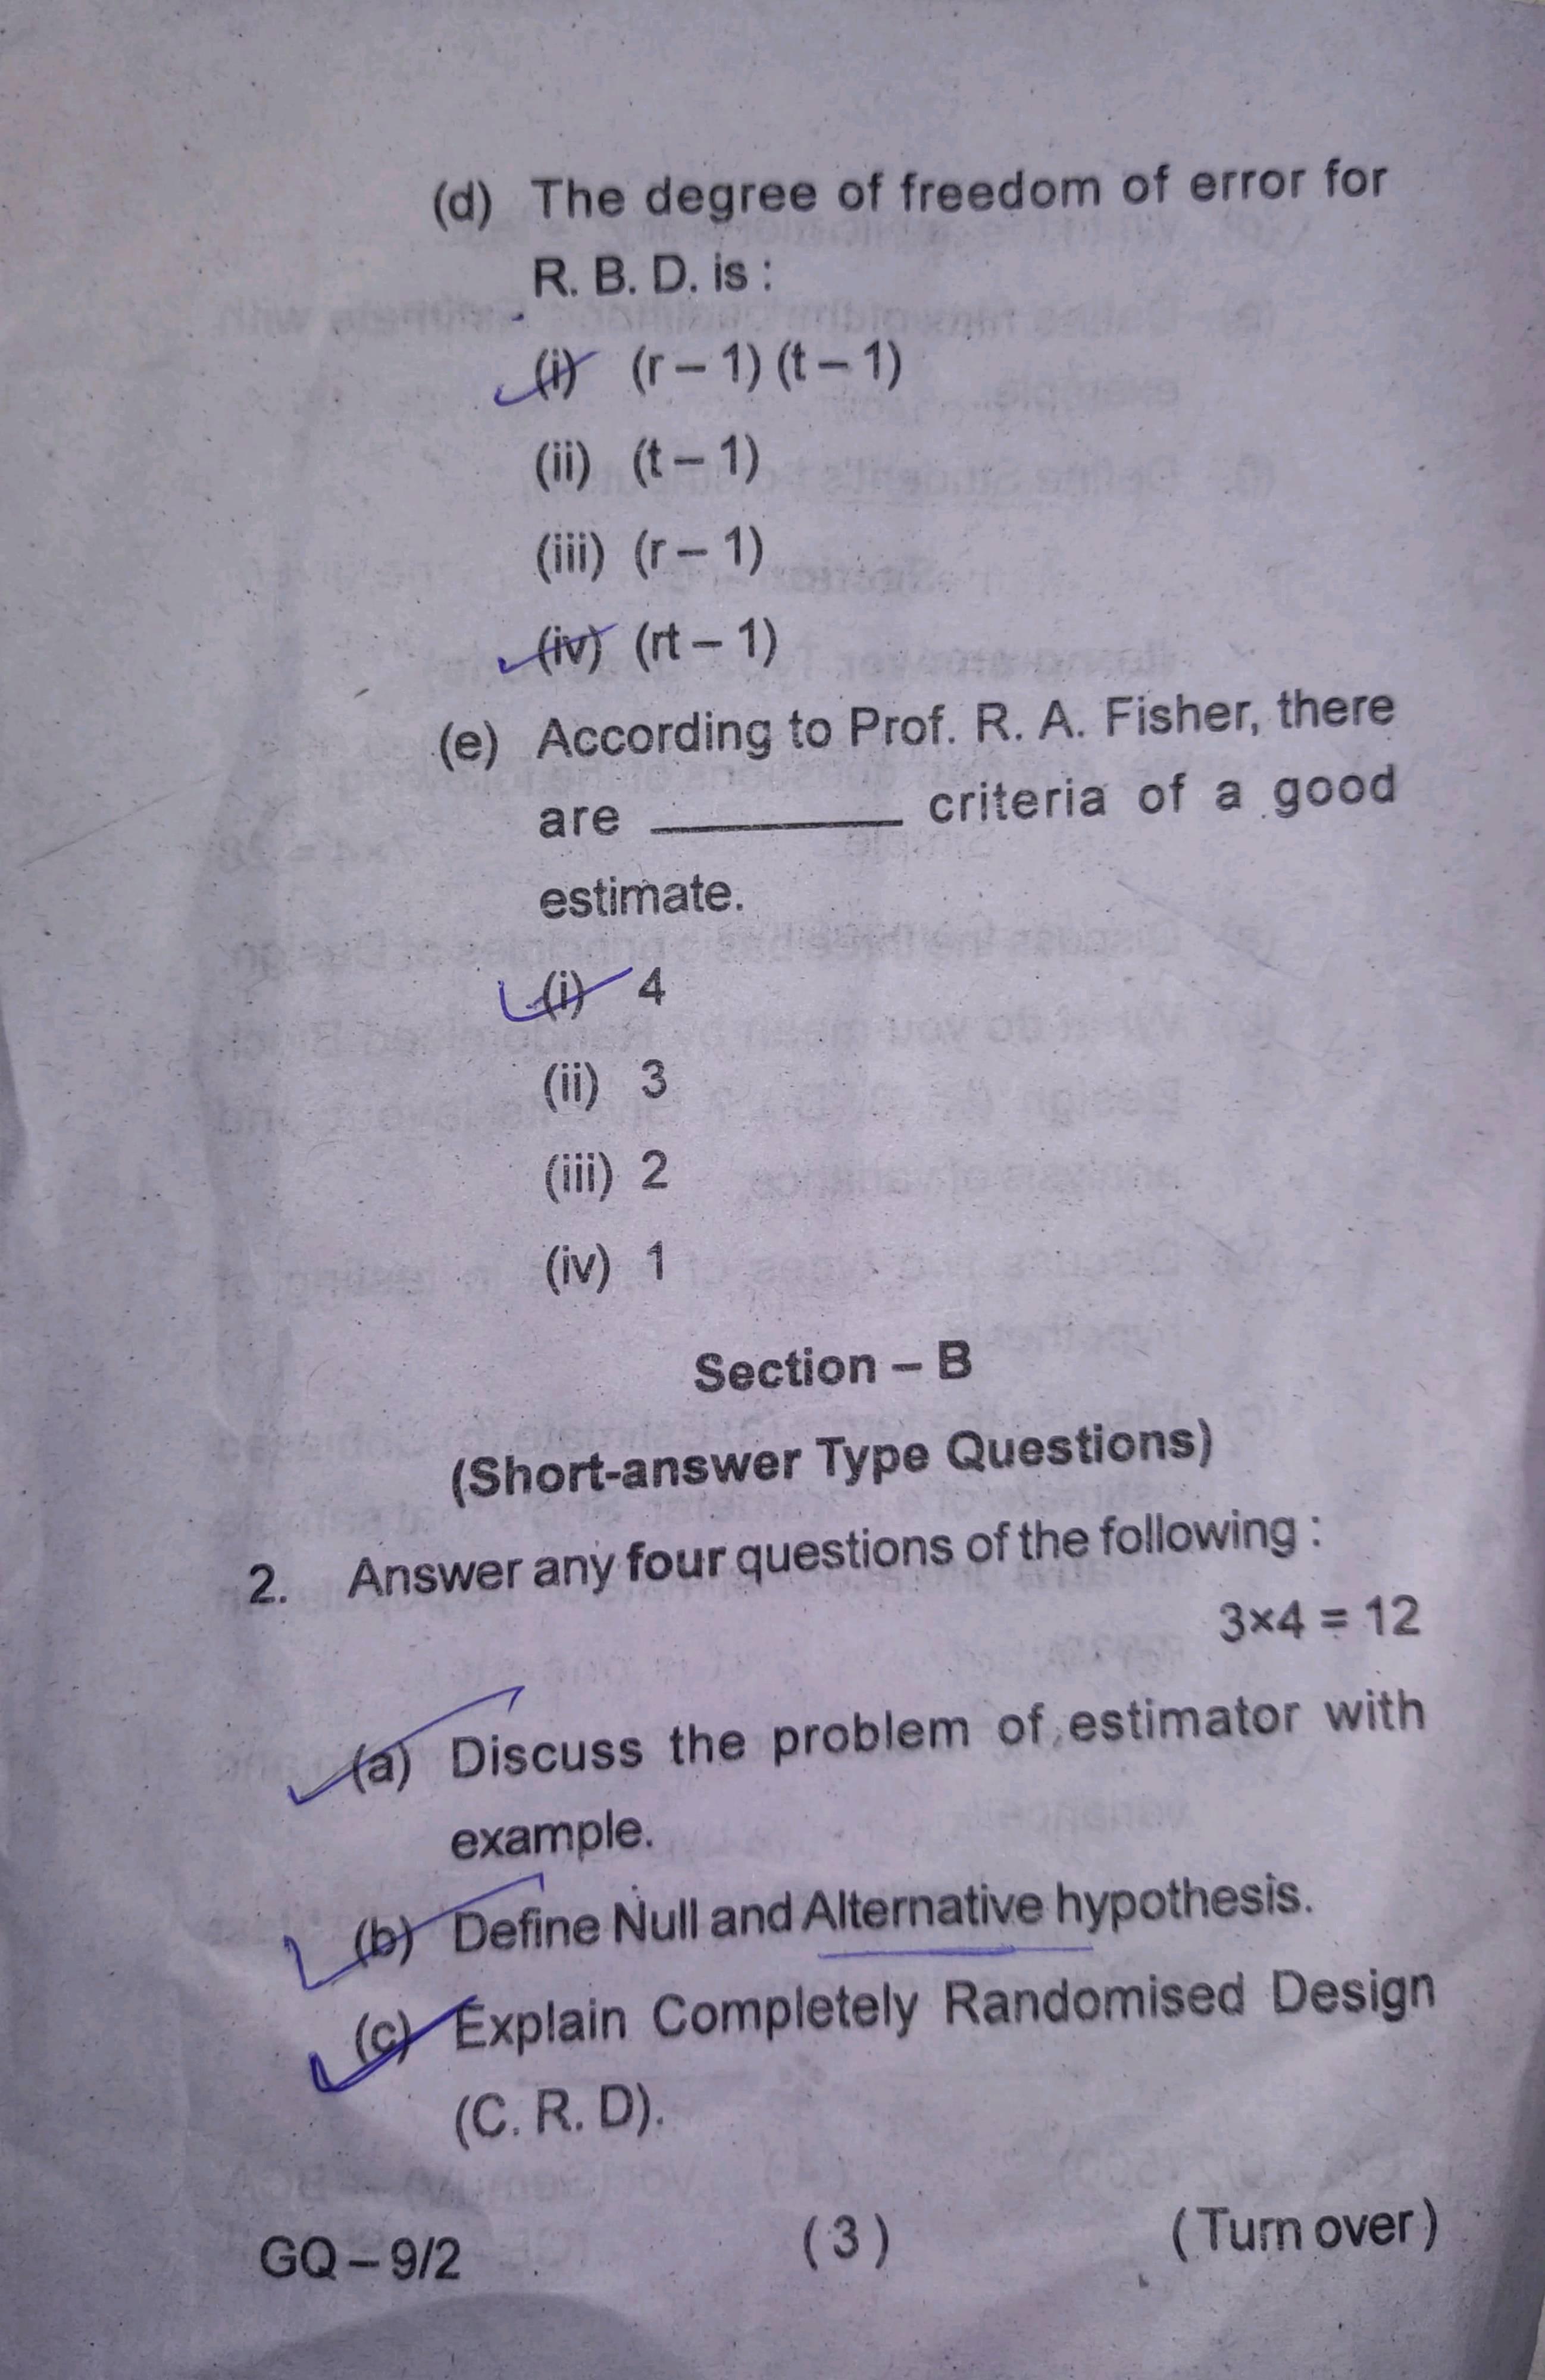 (d) The degree of freedom of error for
R. B. D. is :
(i) (r – 1) (t – 1)
(ii) (t – 1)
(iii) (r – 1)
(iv) (rt – 1)
(e) According to Prof. R. A. Fisher, there
are __________ criteria of a good
estimate.
(i) 4
(ii) 3
(iii) 2
(iv) 1
Section – B
(Short-answer Type Questions)
2. Answer any four questions of the following :
3×4 = 12
(a) Discuss the problem of estimator with
example.
(b) Define Null and Alternative hypothesis.
(c) Explain Completely Randomised Design
(C. R. D).
GQ – 9/2 (3) (Turn over)